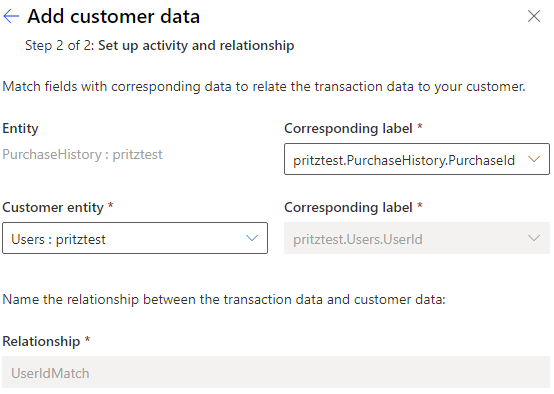 Add customer data
Step 2 of 2: Set up activity and relationship
Match fields with corresponding data to relate the transaction data to your customer.
Entity
Corresponding label *
PurchaseHistory : pritztest
pritztest.PurchaseHistory.PurchaseId
Customer entity *
Corresponding label *
Users : pritztest
pritztest.Users.UserId
Name the relationship between the transaction data and customer data:
Relationship *
UserIdMatch